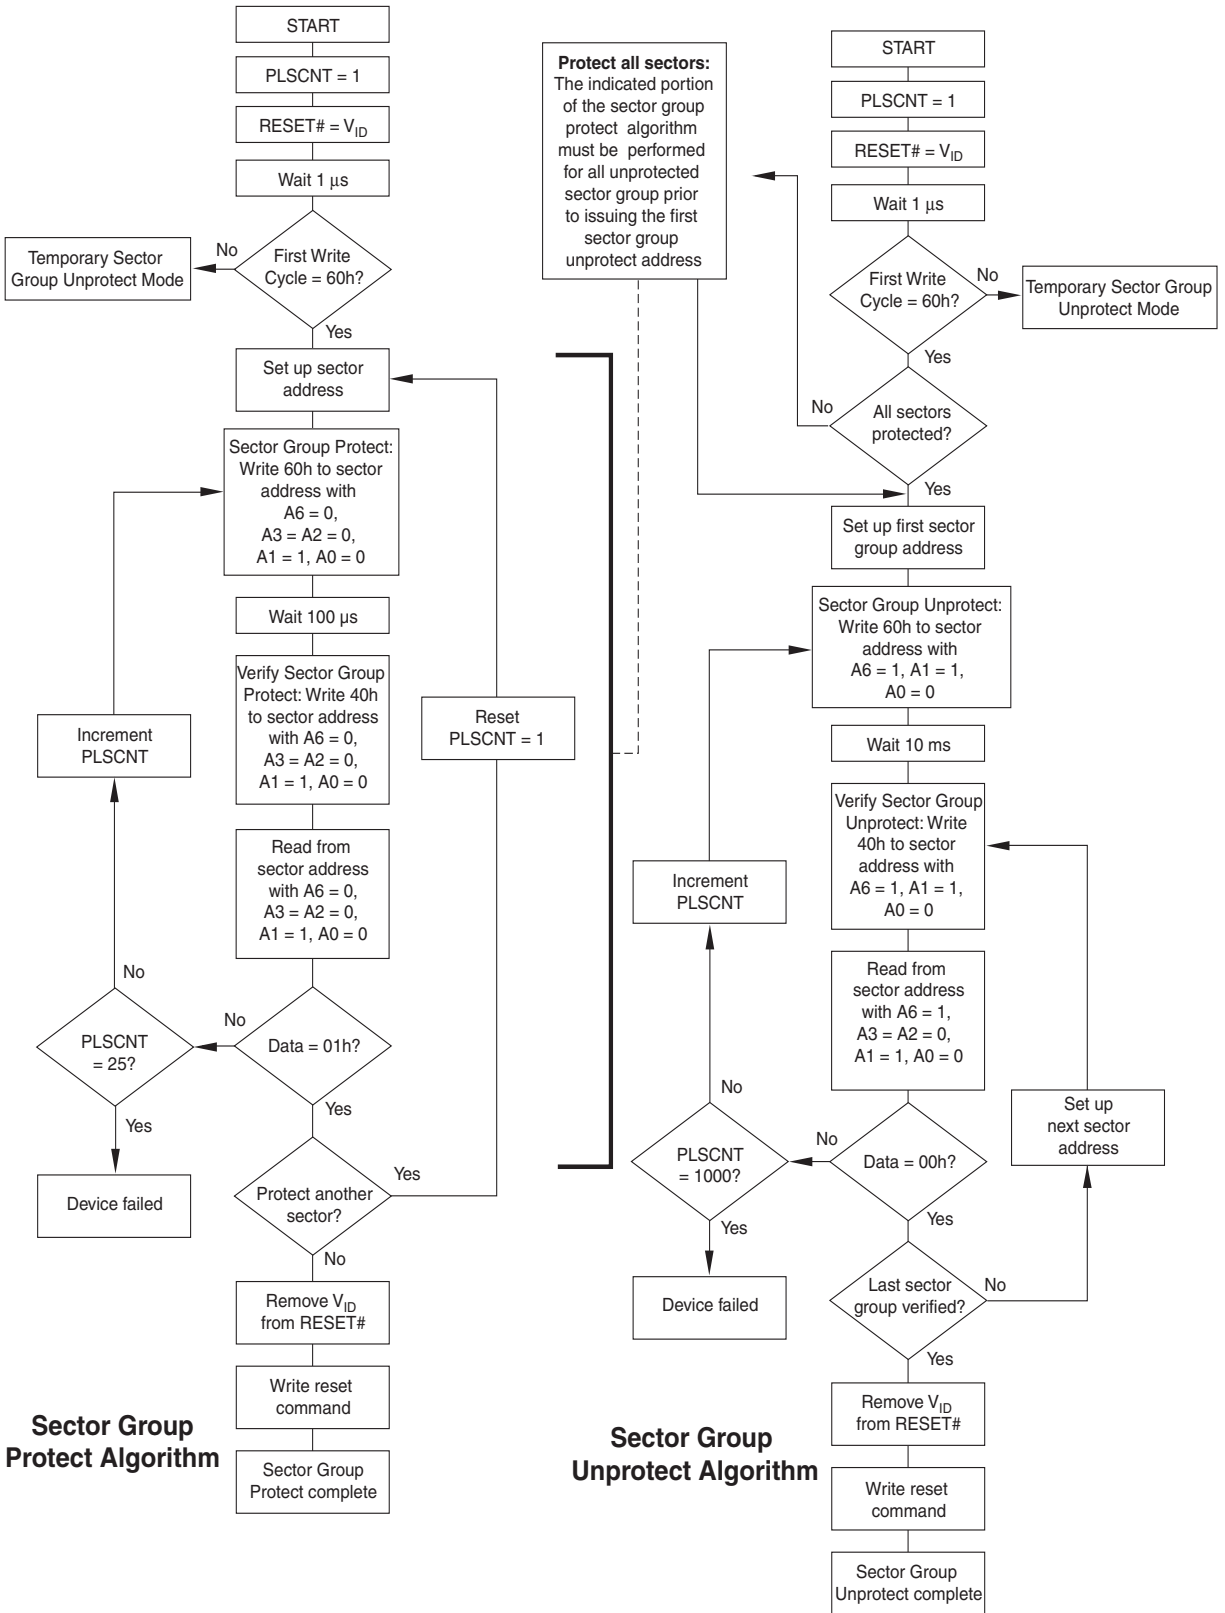 START
PLSCNT = 1
RESET# = VID
Wait 1 μs
First Write
Cycle = 60h?
No
Temporary Sector
Group Unprotect Mode
Yes
Set up sector
address
Sector Group Protect:
Write 60h to sector
address with
A6 = 0,
A3 = A2 = 0,
A1 = 1, A0 = 0
Wait 100 µs
Verify Sector Group
Protect: Write 40h
to sector address
with A6 = 0,
A3 = A2 = 0,
A1 = 1, A0 = 0
Increment
PLSCNT
Reset
PLSCNT = 1
Read from
sector address
with A6 = 0,
A3 = A2 = 0,
A1 = 1, A0 = 0
No
PLSCNT
= 25?
No
Data = 01h?
Yes
Yes
Device failed
Protect another
sector?
Yes
No
Remove VID
from RESET#
Write reset
command
Sector Group
Protect complete
Sector Group
Protect Algorithm
Protect all sectors:
The indicated portion
of the sector group
protect algorithm
must be performed
for all unprotected
sector group prior
to issuing the first
sector group
unprotect address
START
PLSCNT = 1
RESET# = VID
Wait 1 μs
First Write
Cycle = 60h?
No
Temporary Sector Group
Unprotect Mode
Yes
No
All sectors
protected?
Yes
Set up first sector
group address
Sector Group Unprotect:
Write 60h to sector
address with
A6 = 1, A1 = 1,
A0 = 0
Wait 10 ms
Verify Sector Group
Unprotect: Write
40h to sector
address with
A6 = 1, A1 = 1,
A0 = 0
Increment
PLSCNT
Read from
sector address
with A6 = 1,
A3 = A2 = 0,
A1 = 1, A0 = 0
No
Set up
next sector
address
PLSCNT
= 1000?
No
Data = 00h?
Yes
Yes
Device failed
Last sector
group verified?
No
Yes
Remove VID
from RESET#
Write reset
command
Sector Group
Unprotect complete
Sector Group
Unprotect Algorithm